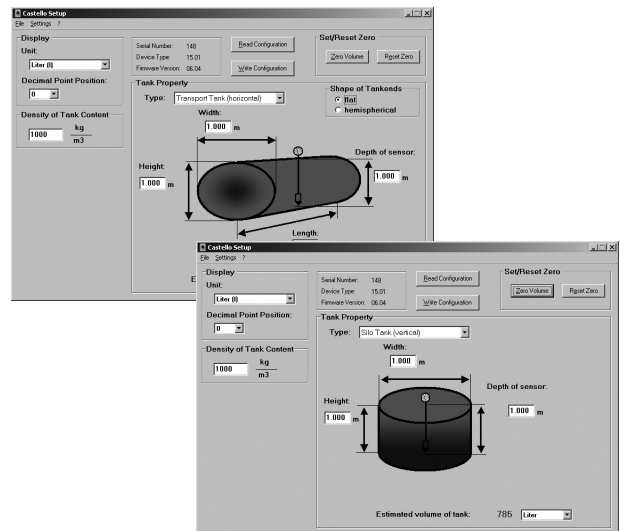 Castello Setup
File Settings ?
Display
Unit:
Liter (l)
Decimal Point Position:
0
Density of Tank Content
1000 kg
m3
Serial Number: 148
Device Type: 15.01
Firmware Version: 06.04
Read Configuration
Write Configuration
Set/Reset Zero
Zero Volume Reset Zero
Tank Property
Type: Transport Tank (horizontal)
Shape of Tankends
flat
hemispherical
Width:
1.000 m
Height:
1.000 m
Depth of sensor:
1.000 m
Length:
E
Castello Setup
File Settings ?
Display
Unit:
Liter (l)
Decimal Point Position:
0
Density of Tank Content
1000 kg
m3
Serial Number: 148
Device Type: 15.01
Firmware Version: 06.04
Read Configuration
Write Configuration
Set/Reset Zero
Zero Volume Reset Zero
Tank Property
Type: Silo Tank (vertical)
Width:
1.000 m
Height:
1.000 m
Depth of sensor:
1.000 m
Estimated volume of tank: 785 Liter